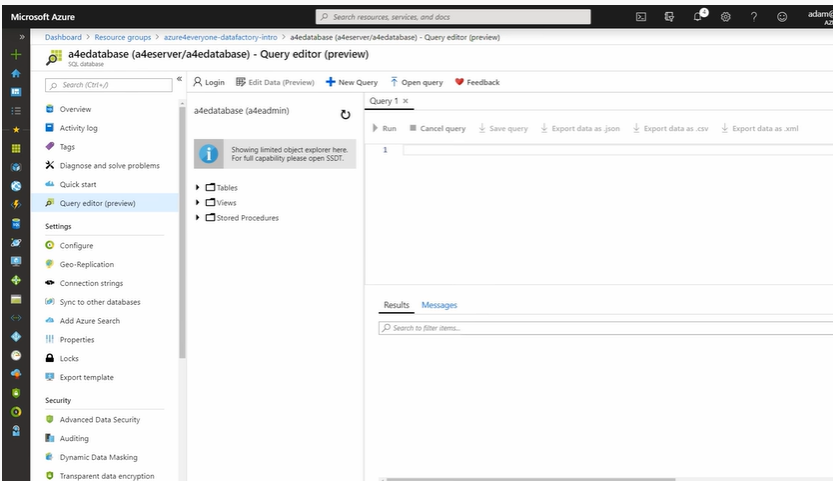 Microsoft Azure
Search resources, services, and docs
4
?
adam@
Dashboard > Resource groups > azure4everyone-datafactory-intro > a4edatabase (a4eserver/a4edatabase) - Query editor (preview)
a4edatabase (a4eserver/a4edatabase) - Query editor (preview)
SQL database
Search (Ctrl+/)
«
Overview
Activity log
Tags
Diagnose and solve problems
Quick start
Query editor (preview)
Settings
Configure
Geo-Replication
Connection strings
Sync to other databases
Add Azure Search
Properties
Locks
Export template
Security
Advanced Data Security
Auditing
Dynamic Data Masking
Transparent data encryption
Login Edit Data (Preview) New Query Open query Feedback
a4edatabase (a4eadmin)
Showing limited object explorer here.
For full capability please open SSDT.
Tables
Views
Stored Procedures
Query 1 ×
Run Cancel query Save query Export data as .json Export data as .csv Export data as .xml
1
Results Messages
Search to filter items...